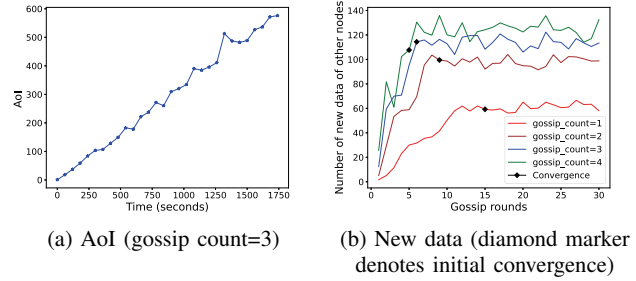 600
500
400
300
200
100
0
AoI
0 250 500 750 1000 1250 1500 1750
Time (seconds)
(a) AoI (gossip count=3)
140
120
100
80
60
40
20
0
Number of new data of other nodes
0 5 10 15 20 25 30
Gossip rounds
gossip_count=1
gossip_count=2
gossip_count=3
gossip_count=4
Convergence
(b) New data (diamond marker
denotes initial convergence)